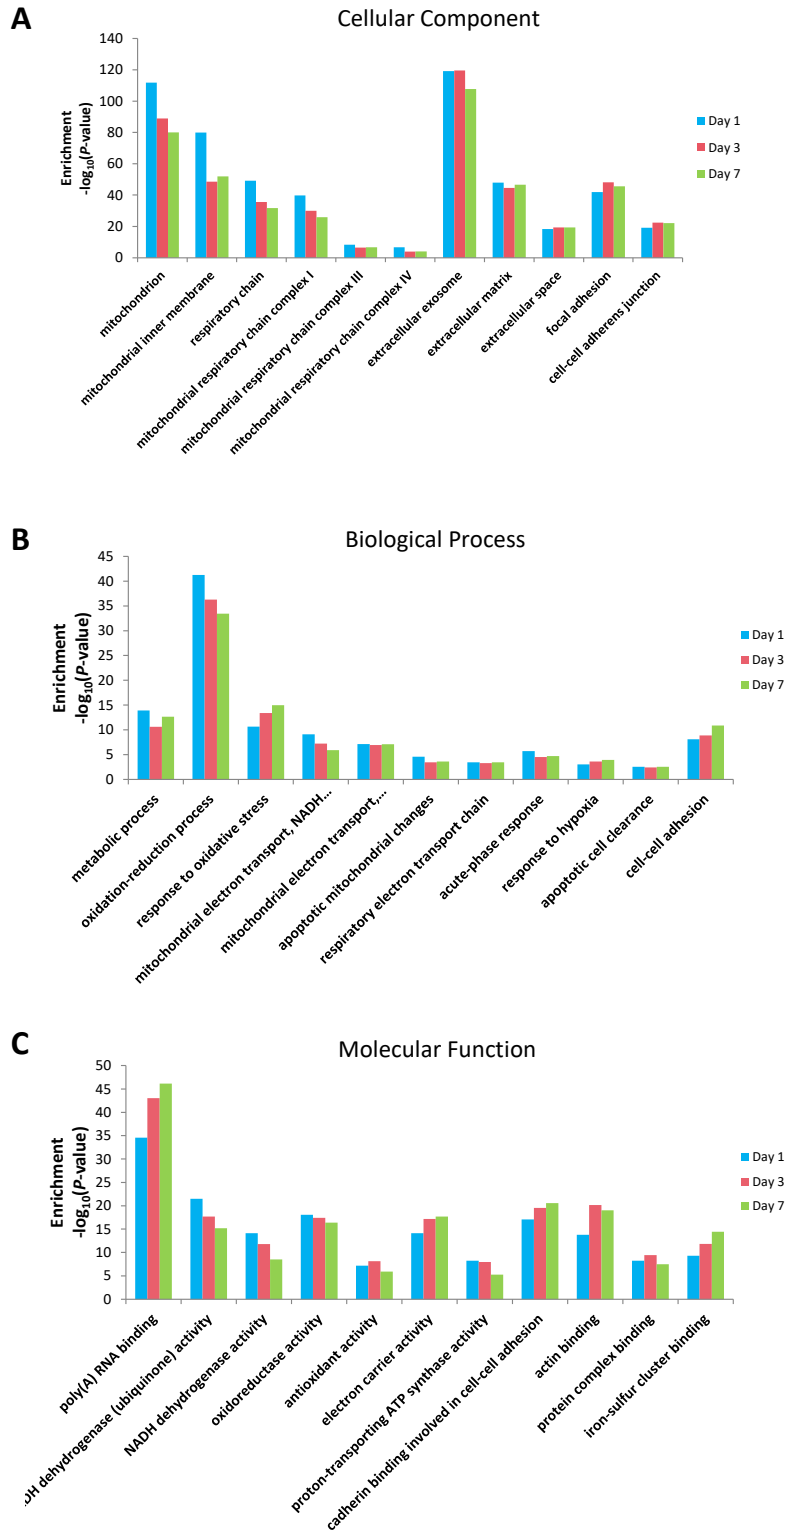 A
Cellular Component
Enrichment
-log10(P-value)
140
120
100
80
60
40
20
0
Day 1
Day 3
Day 7
mitochondrion
mitochondrial inner membrane
respiratory chain
mitochondrial respiratory chain complex I
mitochondrial respiratory chain complex III
mitochondrial respiratory chain complex IV
extracellular exosome
extracellular matrix
extracellular space
focal adhesion
cell-cell adherens junction
B
Biological Process
Enrichment
-log10(P-value)
45
40
35
30
25
20
15
10
5
0
Day 1
Day 3
Day 7
metabolic process
oxidation-reduction process
response to oxidative stress
mitochondrial electron transport, NADH...
mitochondrial electron transport,...
apoptotic mitochondrial changes
respiratory electron transport chain
acute-phase response
response to hypoxia
apoptotic cell clearance
cell-cell adhesion
C
Molecular Function
Enrichment
-log10(P-value)
50
45
40
35
30
25
20
15
10
5
0
Day 1
Day 3
Day 7
poly(A) RNA binding
DH dehydrogenase (ubiquinone) activity
NADH dehydrogenase activity
oxidoreductase activity
antioxidant activity
electron carrier activity
proton-transporting ATP synthase activity
cadherin binding involved in cell-cell adhesion
actin binding
protein complex binding
iron-sulfur cluster binding